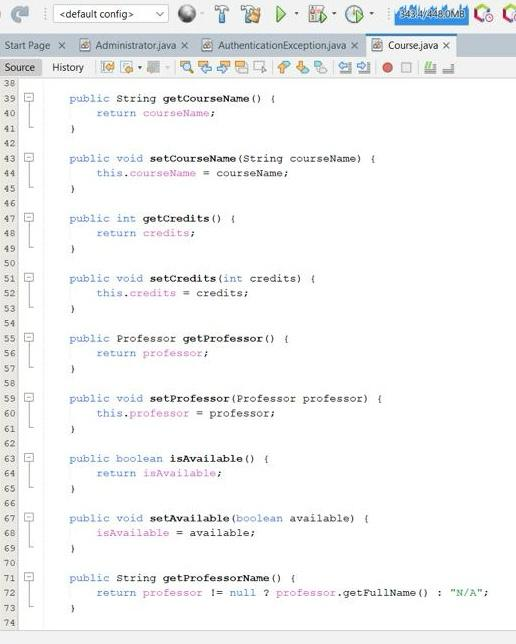 <default config>
343.4/448.0MB
Start Page Administrator.java AuthenticationException.java Course.java
Source History
38
39 public String getCourseName() {
40 return courseName;
41 }
42
43 public void setCourseName(String courseName) {
44 this.courseName = courseName;
45 }
46
47 public int getCredits() {
48 return credits;
49 }
50
51 public void setCredits(int credits) {
52 this.credits = credits;
53 }
54
55 public Professor getProfessor() {
56 return professor;
57 }
58
59 public void setProfessor(Professor professor) {
60 this.professor = professor;
61 }
62
63 public boolean isAvailable() {
64 return isAvailable;
65 }
66
67 public void setAvailable(boolean available) {
68 isAvailable = available;
69 }
70
71 public String getProfessorName() {
72 return professor != null ? professor.getFullName() : "N/A";
73 }
74